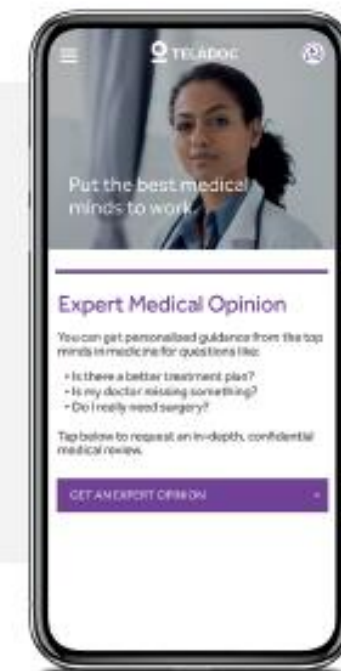 TELADOC
Put the best medical
minds to work.
Expert Medical Opinion
You can get personalized guidance from the top
minds in medicine for questions like:
• Is there a better treatment plan?
• Is my doctor missing something?
• Do I really need surgery?
Tap below to request an in-depth, confidential
medical review.
GET AN EXPERT OPINION